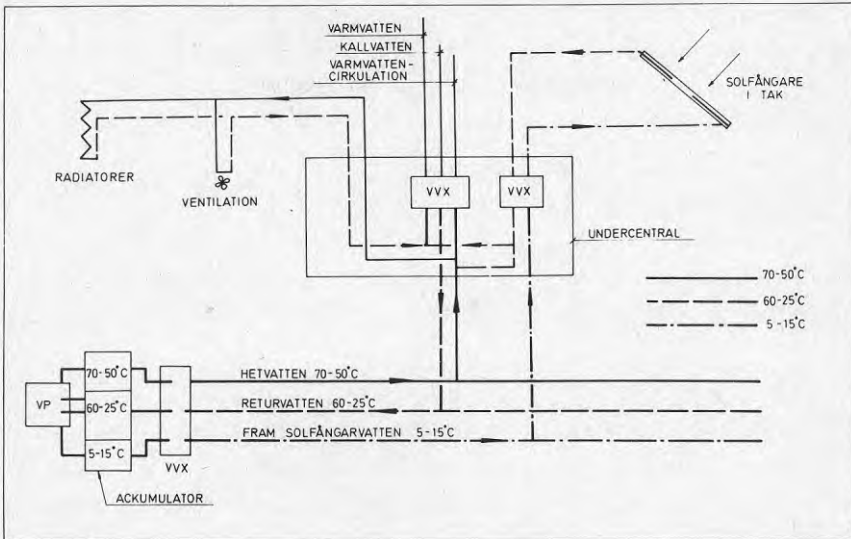 VARMVATTEN
KALLVATTEN
VARMVATTEN-
CIRKULATION
SOLFÅNGARE
I TAK
RADIATORER
VENTILATION
VVX
VVX
UNDERCENTRAL
70-50°C
60-25°C
5-15°C
VP
70-50°C
60-25°C
5-15°C
VVX
HETVATTEN 70-50°C
RETURVATTEN 60-25°C
FRAM SOLFÅNGARVATTEN 5-15°C
ACKUMULATOR